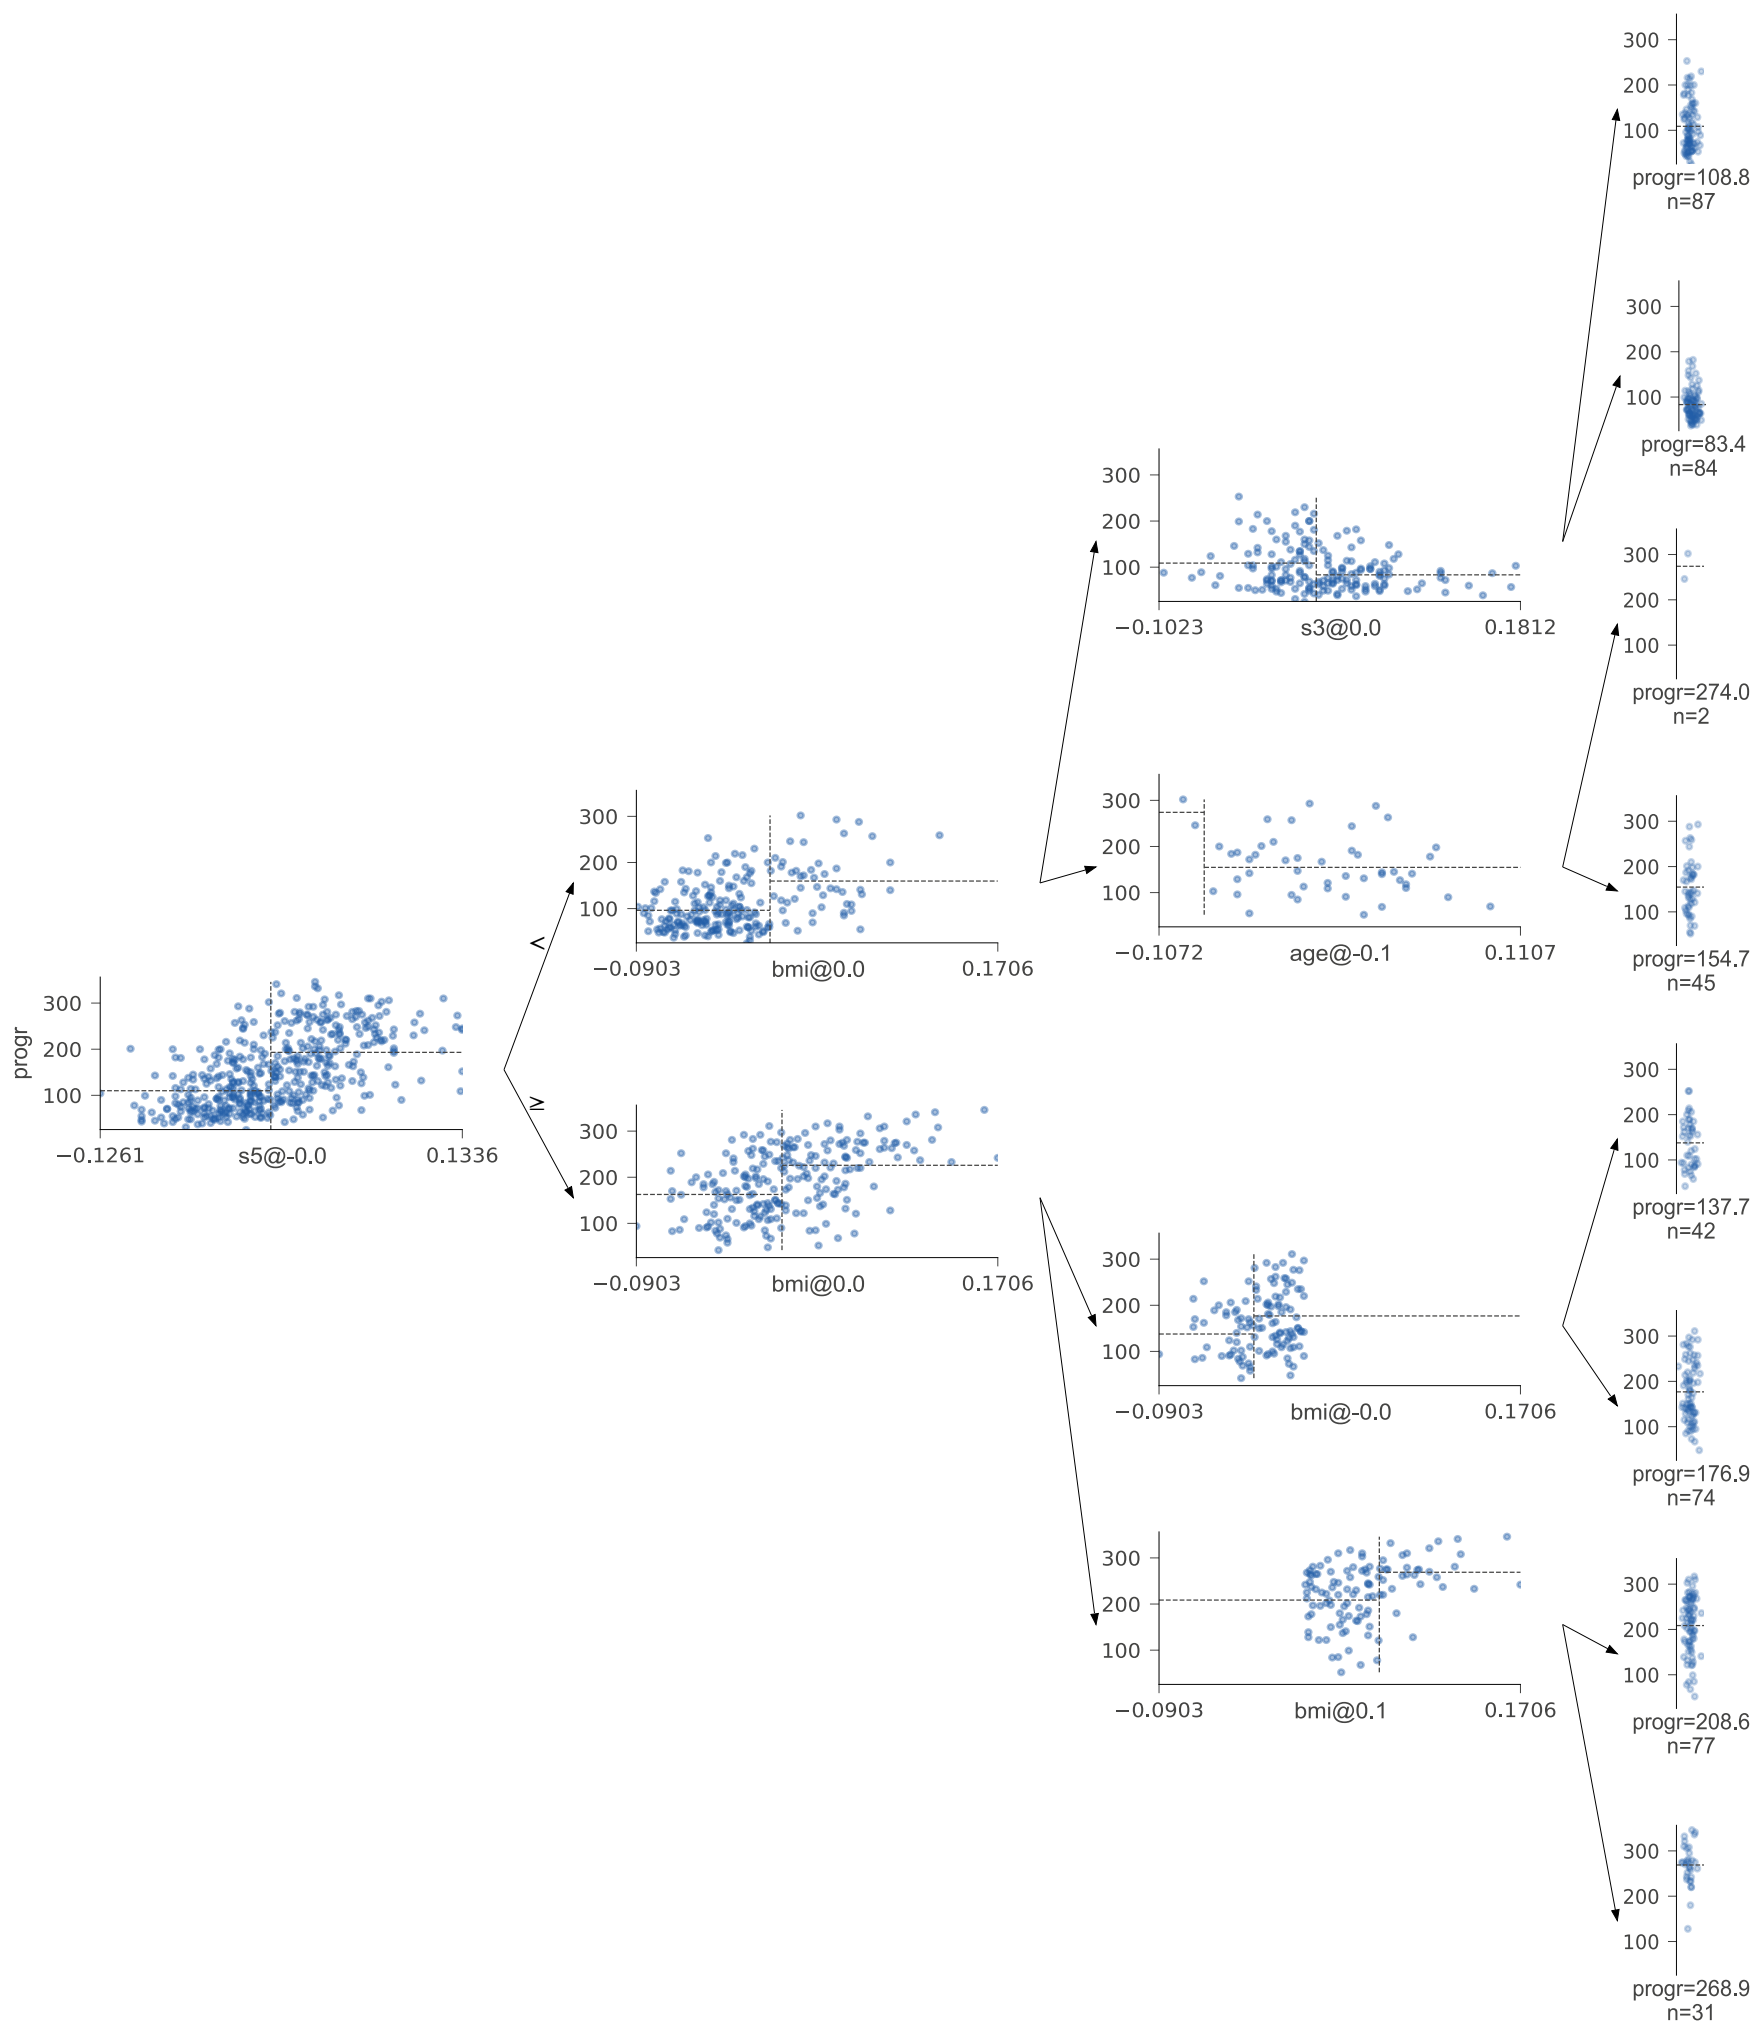 300
200
100
progr=108.8
n=87
300
200
100
progr=83.4
n=84
300
200
100
−0.1023 s3@0.0 0.1812
300
200
100
progr=274.0
n=2
300
200
100
−0.1072 age@-0.1 0.1107
300
200
100
progr=154.7
n=45
300
200
100
−0.0903 bmi@0.0 0.1706
<
progr
300
200
100
−0.1261 s5@-0.0 0.1336
≥
300
200
100
−0.0903 bmi@0.0 0.1706
300
200
100
progr=137.7
n=42
300
200
100
−0.0903 bmi@-0.0 0.1706
300
200
100
progr=176.9
n=74
300
200
100
−0.0903 bmi@0.1 0.1706
300
200
100
progr=208.6
n=77
300
200
100
progr=268.9
n=31